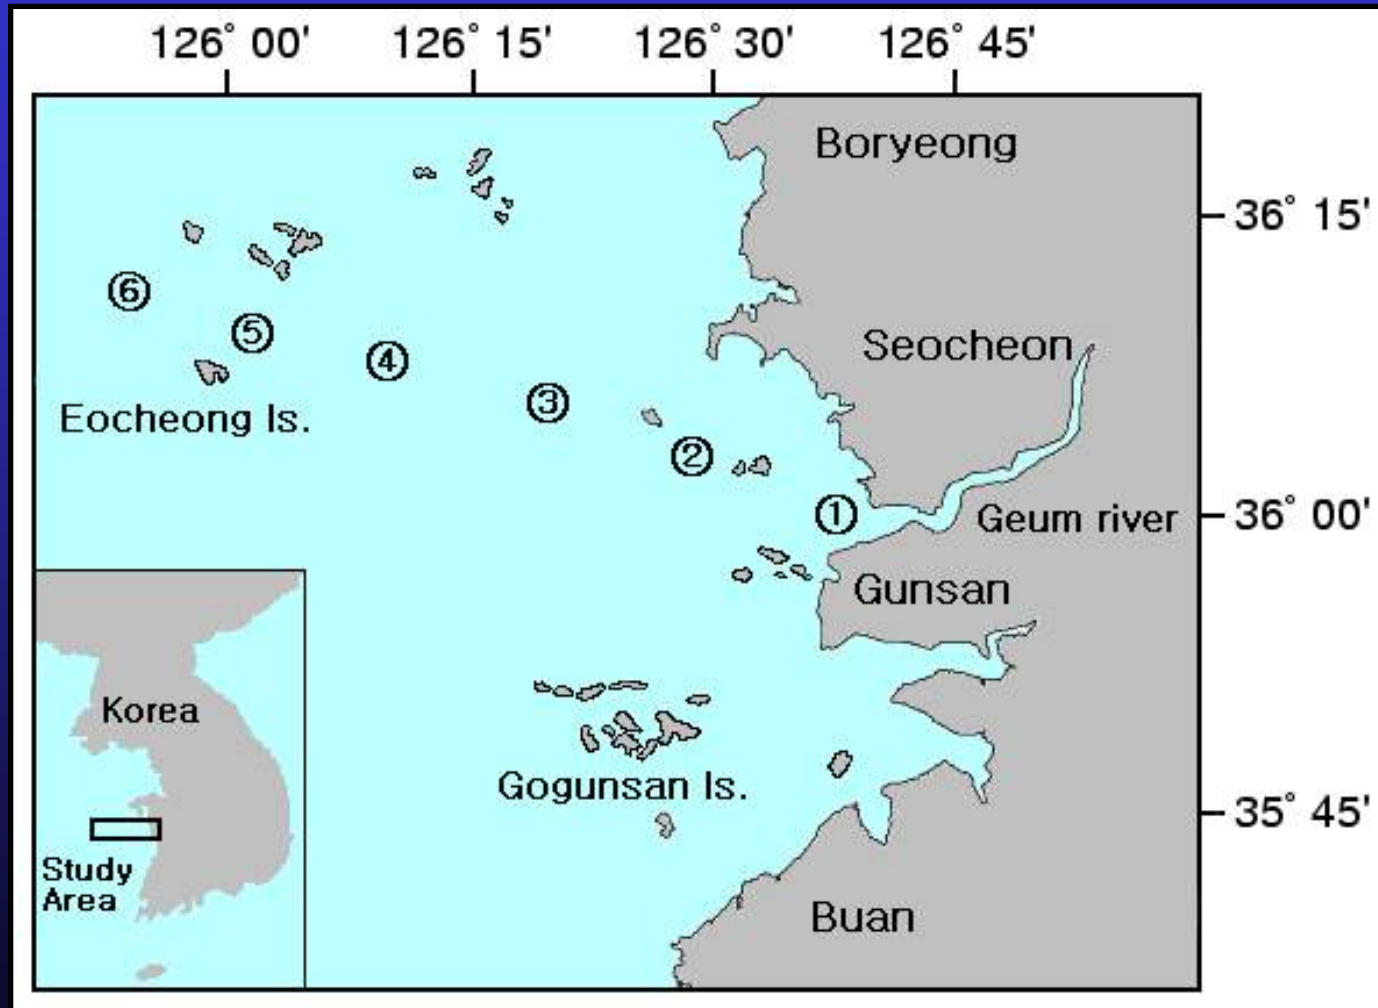 126° 00'
126° 15'
126° 30'
126° 45'
Boryeong
36° 15'
⑥
⑤
Seocheon
④
③
Eocheong Is.
②
①
Geum river
36° 00'
Gunsan
Korea
Gogunsan Is.
35° 45'
Study
Area
Buan